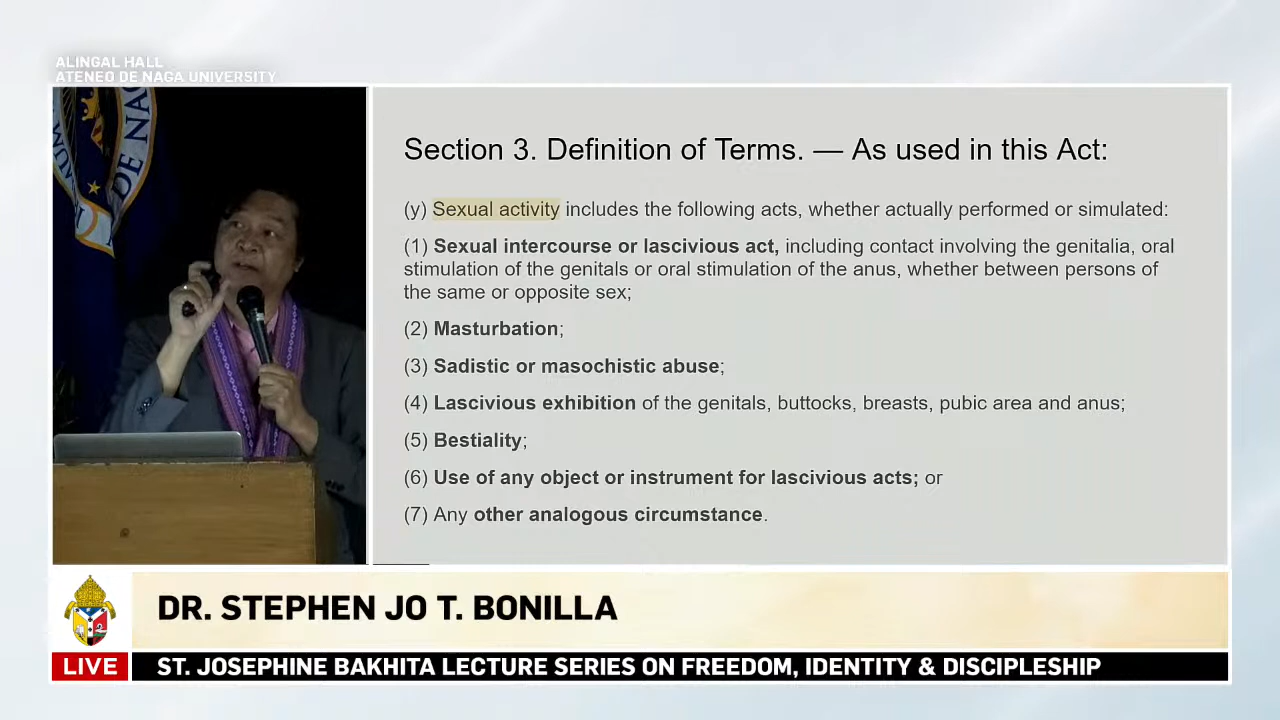 ALINGAL HALL
ATENEO DE NAGA UNIVERSITY
DE NAG
Section 3. Definition of Terms. — As used in this Act:
(y) Sexual activity includes the following acts, whether actually performed or simulated:
(1) Sexual intercourse or lascivious act, including contact involving the genitalia, oral
stimulation of the genitals or oral stimulation of the anus, whether between persons of
the same or opposite sex;
(2) Masturbation;
(3) Sadistic or masochistic abuse;
(4) Lascivious exhibition of the genitals, buttocks, breasts, pubic area and anus;
(5) Bestiality;
(6) Use of any object or instrument for lascivious acts; or
(7) Any other analogous circumstance.
DR. STEPHEN JO T. BONILLA
LIVE
ST. JOSEPHINE BAKHITA LECTURE SERIES ON FREEDOM, IDENTITY & DISCIPLESHIP